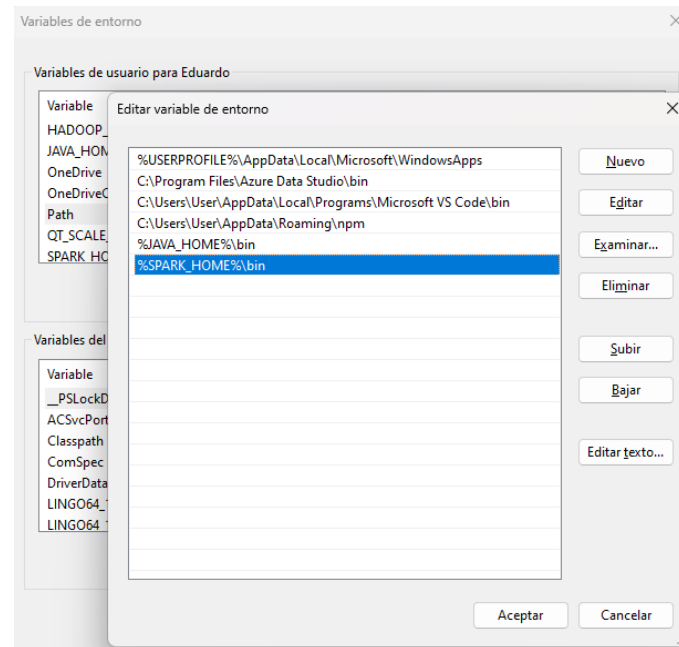 Variables de entorno
Variables de usuario para Eduardo
Variable
HADOOP_
JAVA_HOM
OneDrive
OneDriveC
Path
QT_SCALE_
SPARK_HO
Editar variable de entorno
%USERPROFILE%\AppData\Local\Microsoft\WindowsApps
C:\Program Files\Azure Data Studio\bin
C:\Users\User\AppData\Local\Programs\Microsoft VS Code\bin
C:\Users\User\AppData\Roaming\npm
%JAVA_HOME%\bin
%SPARK_HOME%\bin
Nuevo
Editar
Examinar...
Eliminar
Subir
Bajar
Editar texto...
Variables del
Variable
__PSLockD
ACSvcPort
Classpath
ComSpec
DriverData
LINGO64_1
LINGO64_1
Aceptar
Cancelar